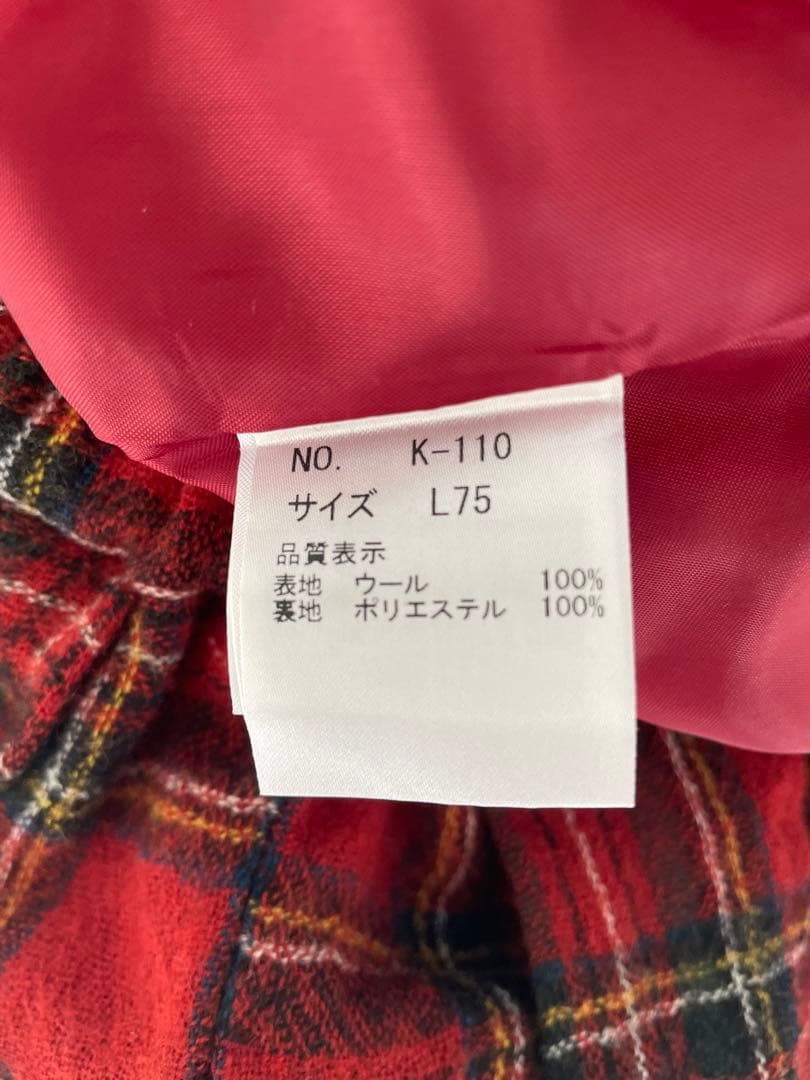 NO. K-110
サイズ L75
品質表示
表地 ウール 100%
裏地 ポリエステル 100%